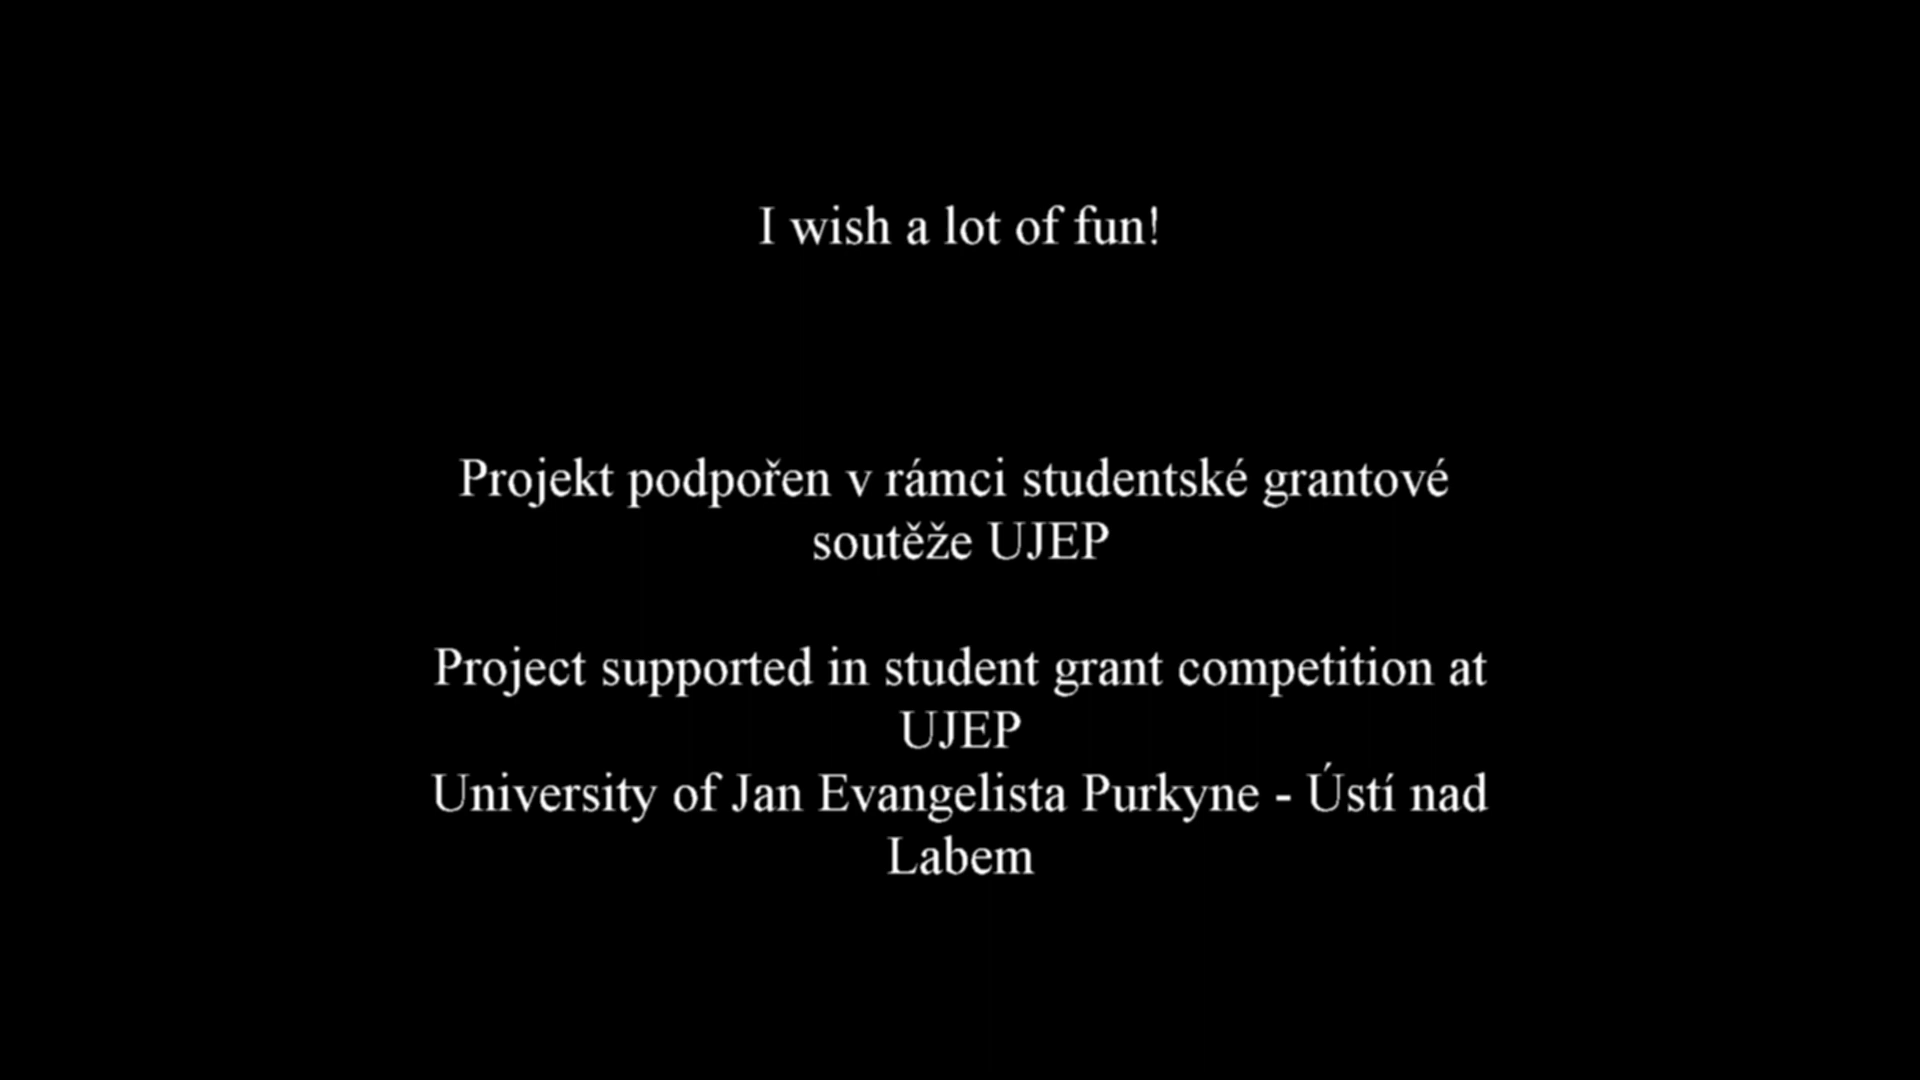 I wish a lot of fun!
Projekt podpořen v rámci studentské grantové
soutěže UJEP
Project supported in student grant competition at
UJEP
University of Jan Evangelista Purkyne - Ústí nad
Labem